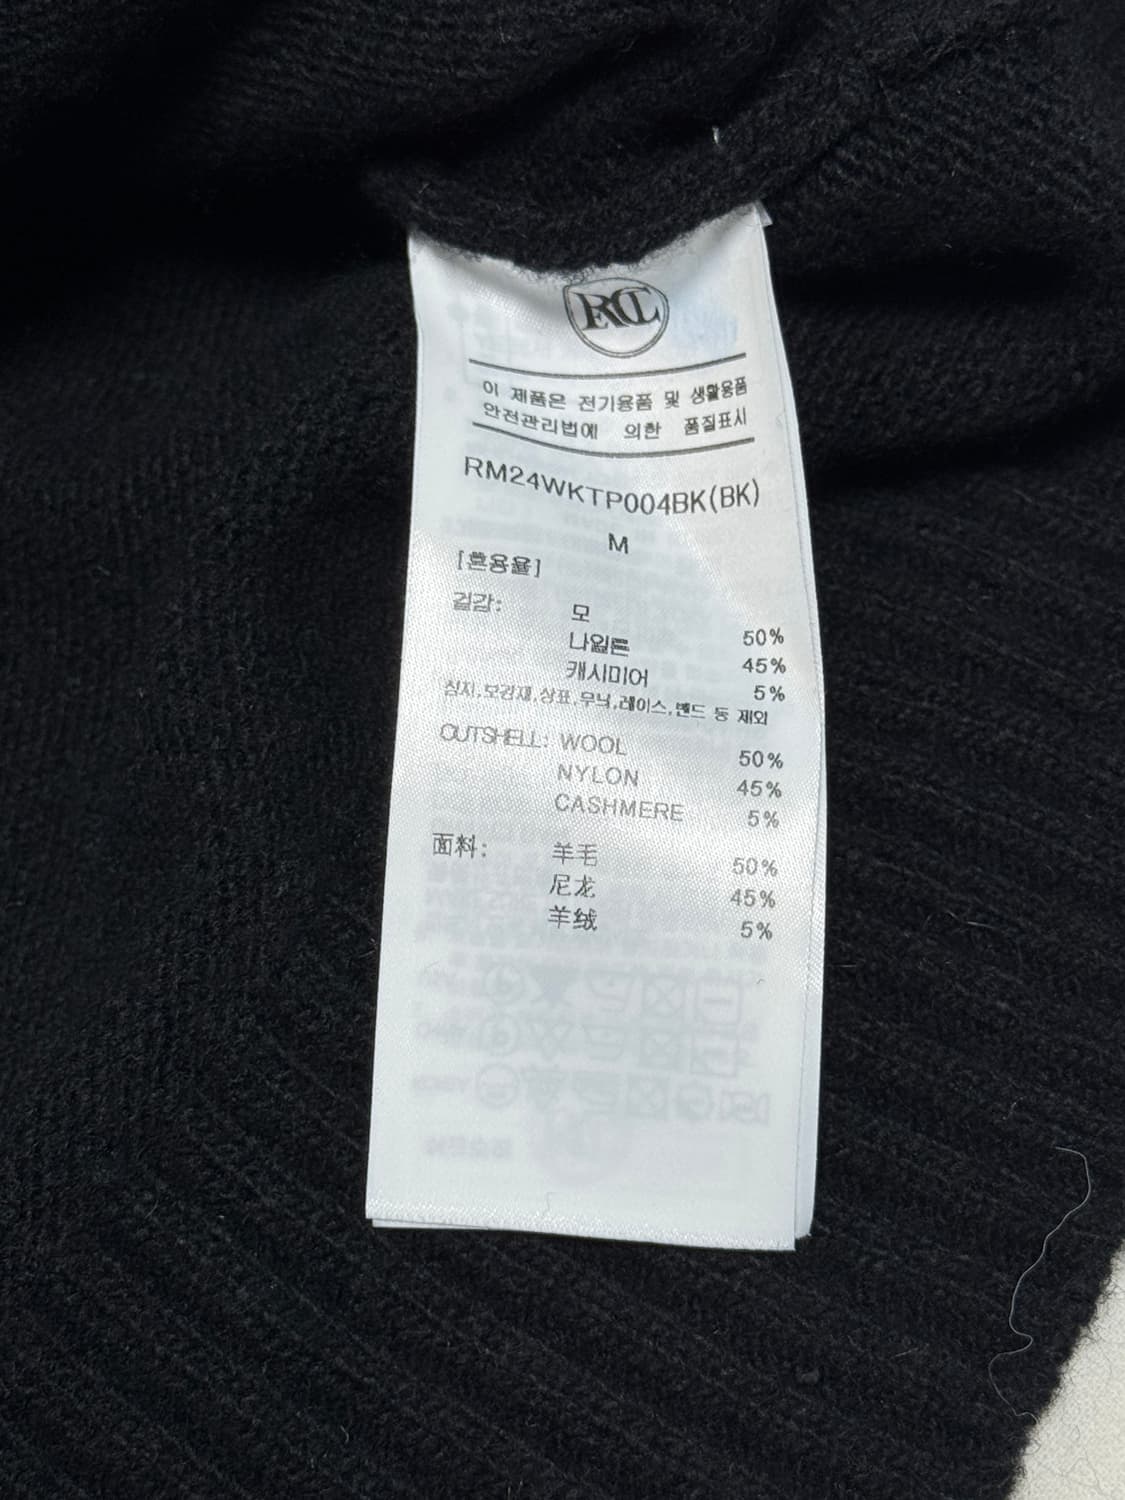 RCL
이 제품은 전기용품 및 생활용품
안전관리법에 의한 품질표시
RM24WKTP004BK(BK)
M
[혼용율]
겉감: 모 50%
나일론 45%
캐시미어 5%
심지,보강재,상표,무늬,레이스,밴드 등 제외
OUTSHELL: WOOL 50%
NYLON 45%
CASHMERE 5%
面料: 羊毛 50%
尼龙 45%
羊绒 5%